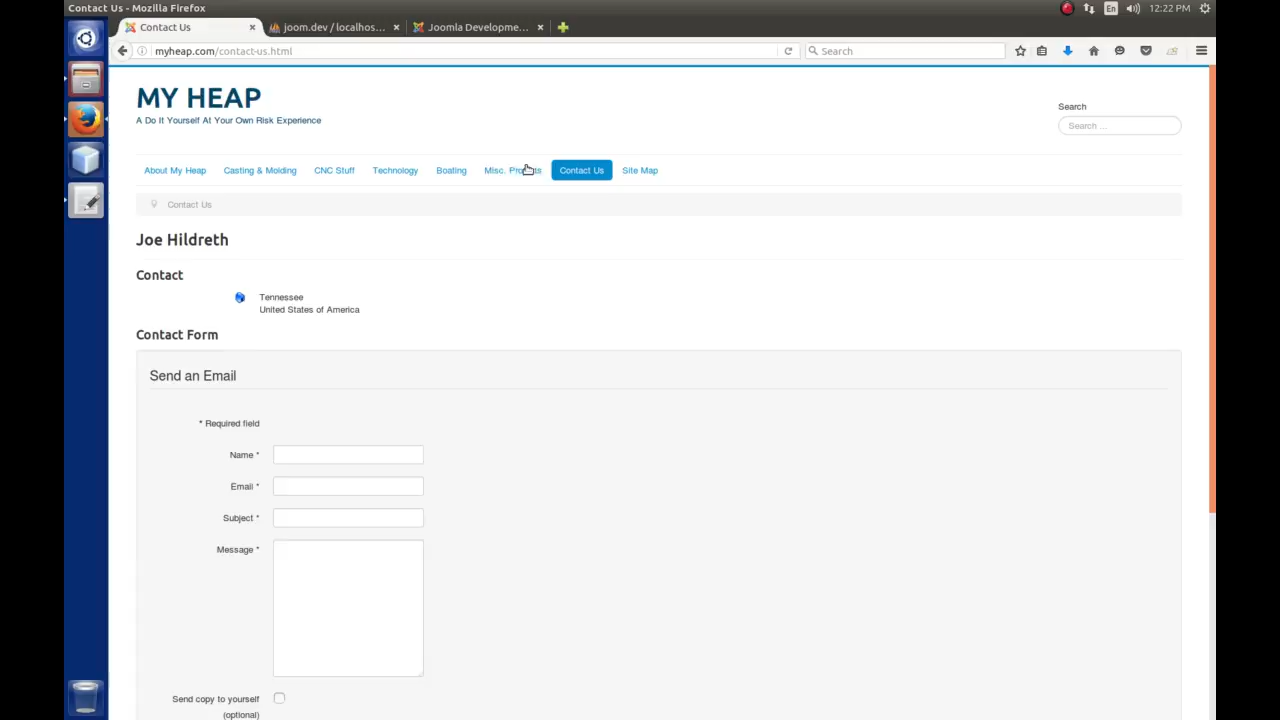 Contact Us - Mozilla Firefox
En
12:22 PM
Contact Us
joom.dev / localhos...
Joomla Developme...
myheap.com/contact-us.html
Search
MY HEAP
A Do It Yourself At Your Own Risk Experience
Search
Search ...
About My Heap
Casting & Molding
CNC Stuff
Technology
Boating
Misc.
Contact Us
Site Map
Contact Us
Joe Hildreth
Contact
Tennessee
United States of America
Contact Form
Send an Email
* Required field
Name *
Email *
Subject *
Message *
Send copy to yourself
(optional)